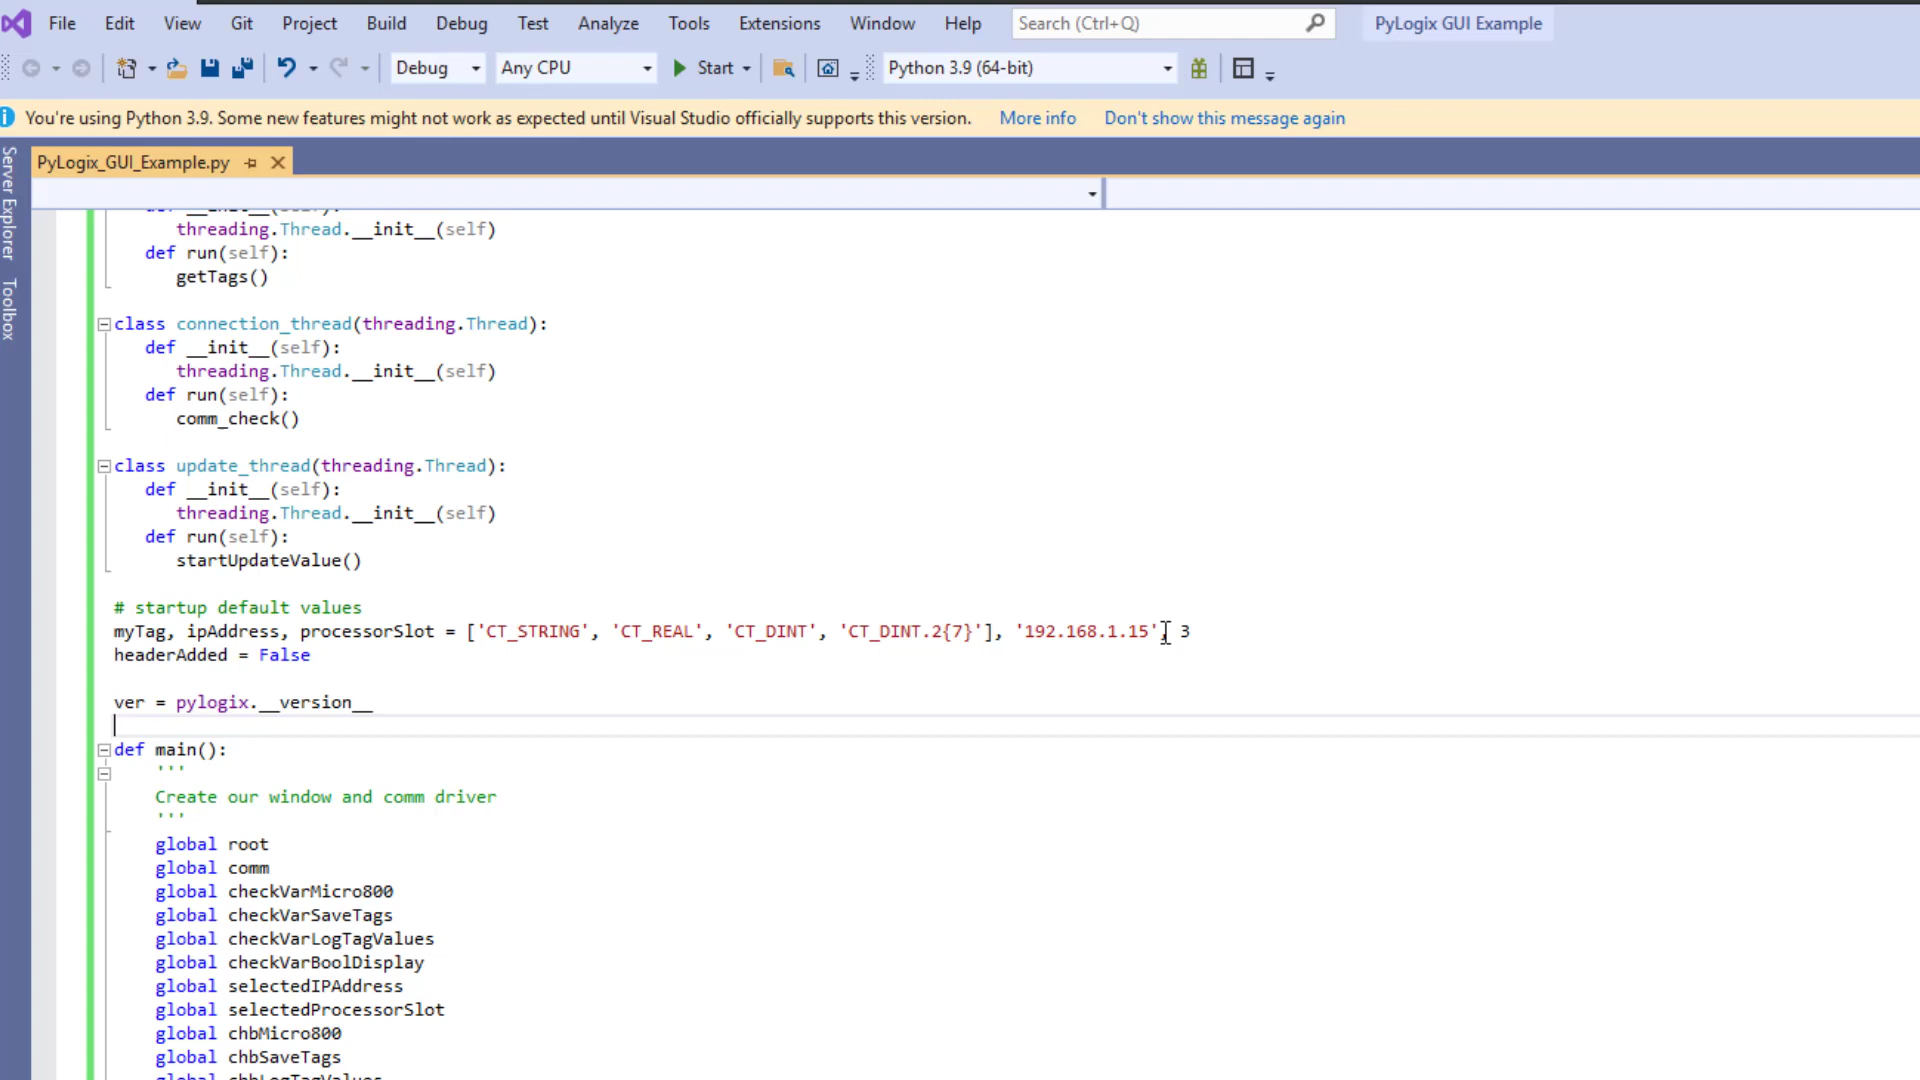 File Edit View Git Project Build Debug Test Analyze Tools Extensions Window Help Search (Ctrl+Q) PyLogix GUI Example
Debug Any CPU Start Python 3.9 (64-bit)
You're using Python 3.9. Some new features might not work as expected until Visual Studio officially supports this version. More info Don't show this message again
Server Explorer
Toolbox
PyLogix_GUI_Example.py
def __init__(self):
threading.Thread.__init__(self)
def run(self):
getTags()
class connection_thread(threading.Thread):
def __init__(self):
threading.Thread.__init__(self)
def run(self):
comm_check()
class update_thread(threading.Thread):
def __init__(self):
threading.Thread.__init__(self)
def run(self):
startUpdateValue()
# startup default values
myTag, ipAddress, processorSlot = ['CT_STRING', 'CT_REAL', 'CT_DINT', 'CT_DINT.2{7}'], '192.168.1.15', 3
headerAdded = False
ver = pylogix.__version__
def main():
'''
Create our window and comm driver
'''
global root
global comm
global checkVarMicro800
global checkVarSaveTags
global checkVarLogTagValues
global checkVarBoolDisplay
global selectedIPAddress
global selectedProcessorSlot
global chbMicro800
global chbSaveTags
global chbLogTagValues